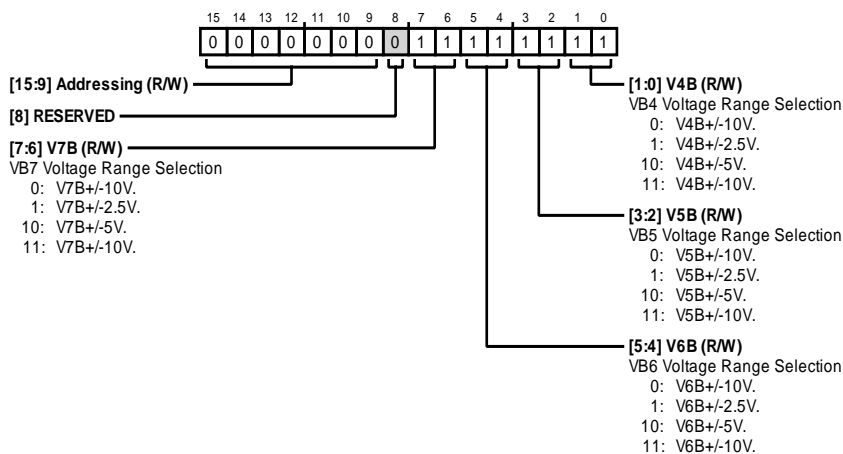 15 14 13 12 11 10 9 8 7 6 5 4 3 2 1 0
0 0 0 0 0 0 0 0 1 1 1 1 1 1 1 1
[15:9] Addressing (R/W)
[8] RESERVED
[7:6] V7B (R/W)
VB7 Voltage Range Selection
0: V7B+/-10V.
1: V7B+/-2.5V.
10: V7B+/-5V.
11: V7B+/-10V.
[1:0] V4B (R/W)
VB4 Voltage Range Selection
0: V4B+/-10V.
1: V4B+/-2.5V.
10: V4B+/-5V.
11: V4B+/-10V.
[3:2] V5B (R/W)
VB5 Voltage Range Selection
0: V5B+/-10V.
1: V5B+/-2.5V.
10: V5B+/-5V.
11: V5B+/-10V.
[5:4] V6B (R/W)
VB6 Voltage Range Selection
0: V6B+/-10V.
1: V6B+/-2.5V.
10: V6B+/-5V.
11: V6B+/-10V.